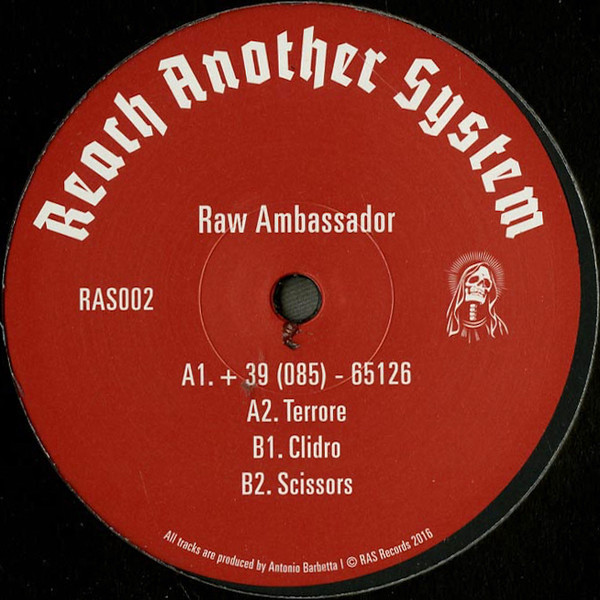 Reach Another System
Raw Ambassador
RAS002
A1. + 39 (085) - 65126
A2. Terrore
B1. Clidro
B2. Scissors
All tracks are produced by Antonio Barbetta | © RAS Records 2016